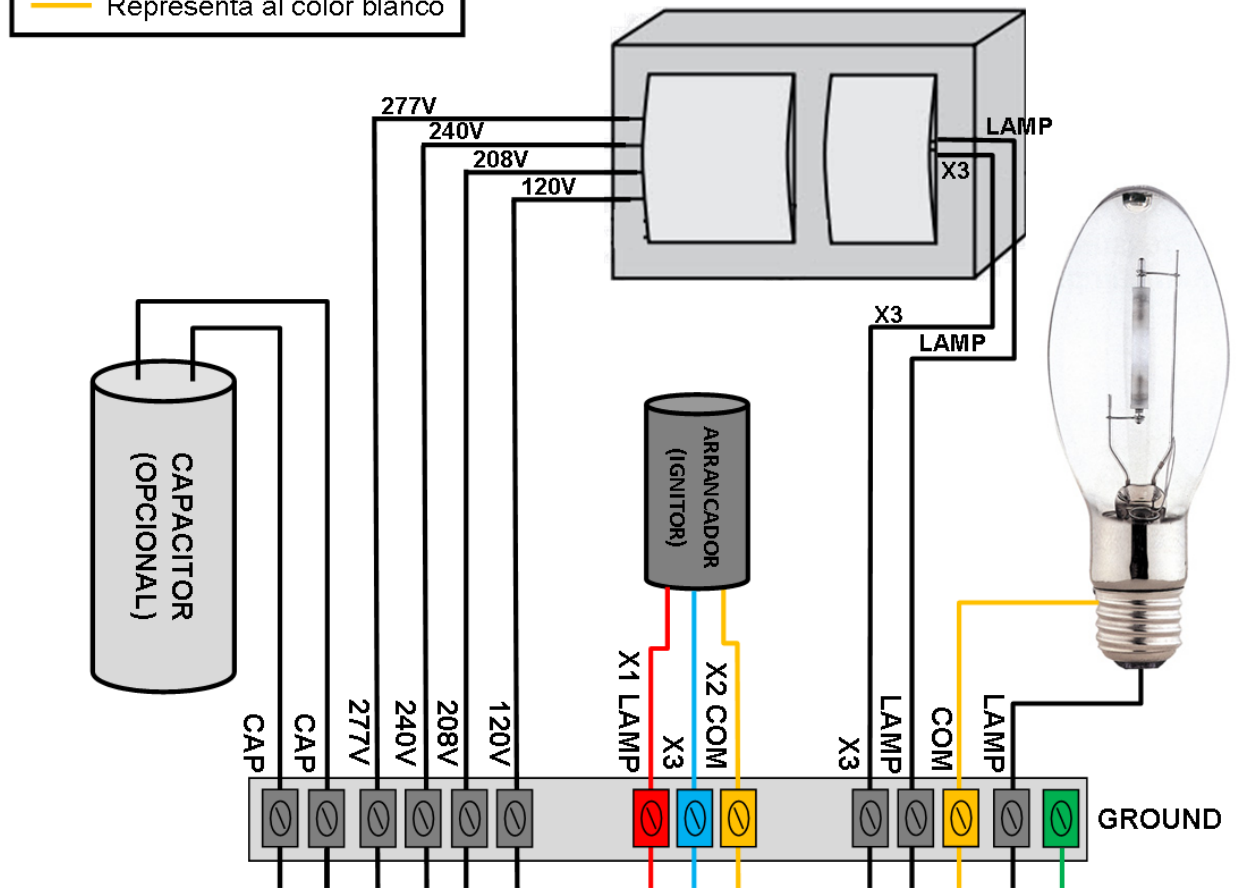 Representa al color blanco
277V
240V
208V
120V
LAMP
X3
X3
LAMP
CAPACITOR
(OPCIONAL)
ARRANCADOR
(IGNITOR)
CAP
CAP
277V
240V
208V
120V
X1 LAMP
X3
X2 COM
X3
LAMP
COM
LAMP
GROUND